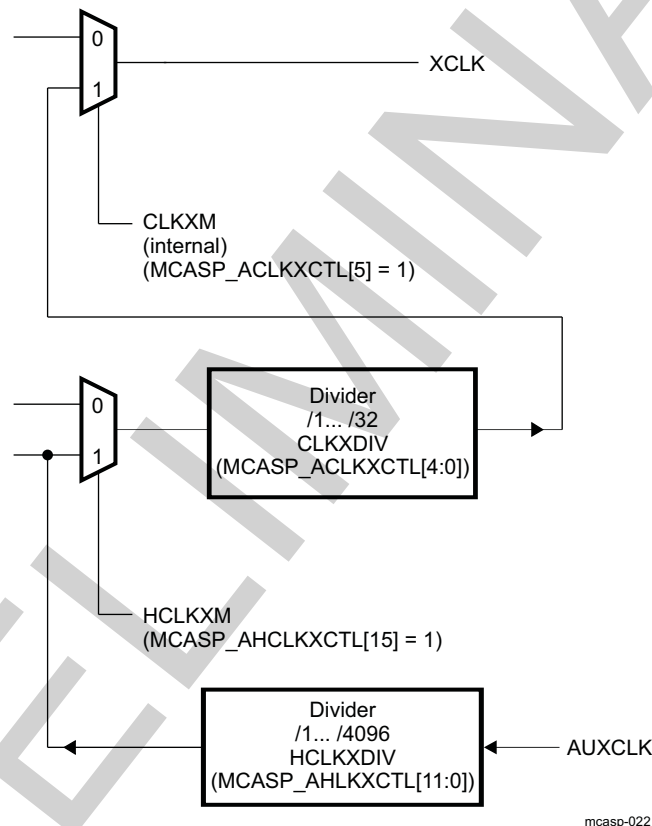 0
XCLK
1
CLKXM
(internal)
(MCASP_ACLKXCTL[5] = 1)
Divider
/1... /32
CLKXDIV
(MCASP_ACLKXCTL[4:0])
0
1
HCLKXM
(MCASP_AHCLKXCTL[15] = 1)
Divider
/1... /4096
HCLKXDIV
(MCASP_AHLKXCTL[11:0])
AUXCLK
mcasp-022
ELIMINA